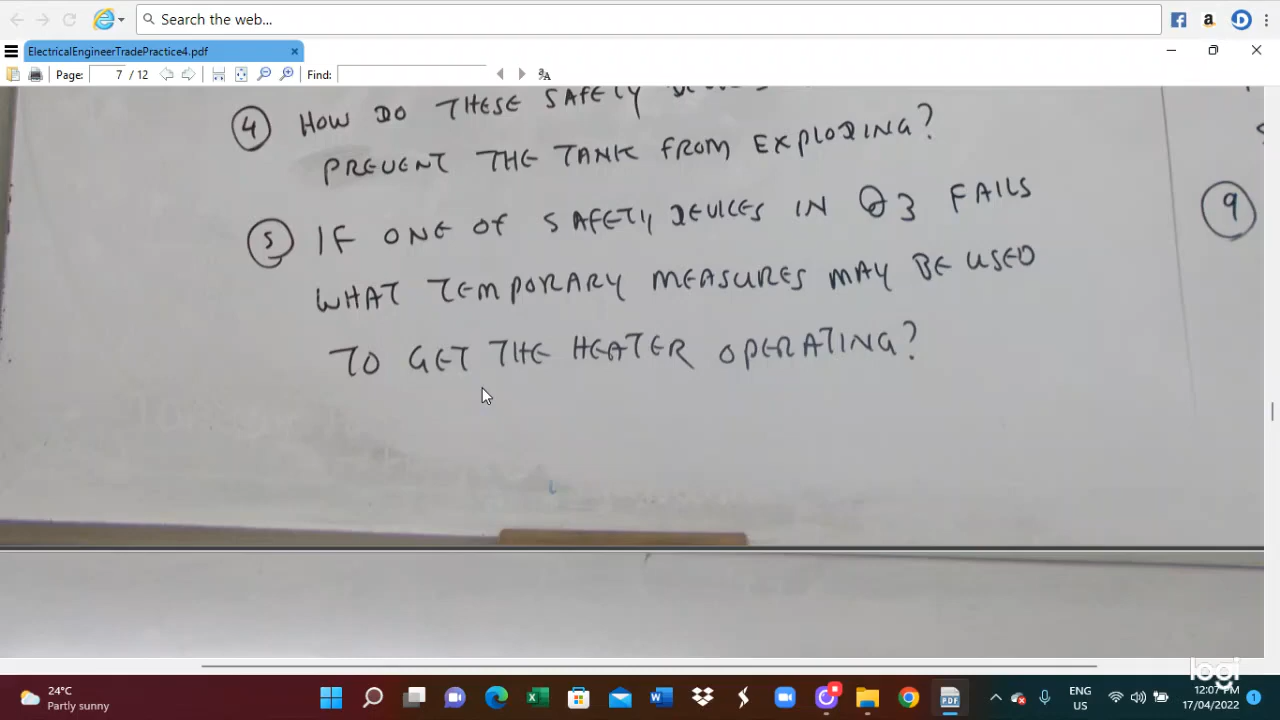 Search the web...
ElectricalEngineerTradePractice4.pdf
Page: 7 / 12 Find:
4 HOW DO THESE SAFETY
PREVENT THE TANK FROM EXPLODING?
5 IF ONE OF SAFETY DEVICES IN Q3 FAILS
WHAT TEMPORARY MEASURES MAY BE USED
TO GET THE HEATER OPERATING?
9
logi
24°C
Partly sunny
ENG
US
12:07 PM
17/04/2022